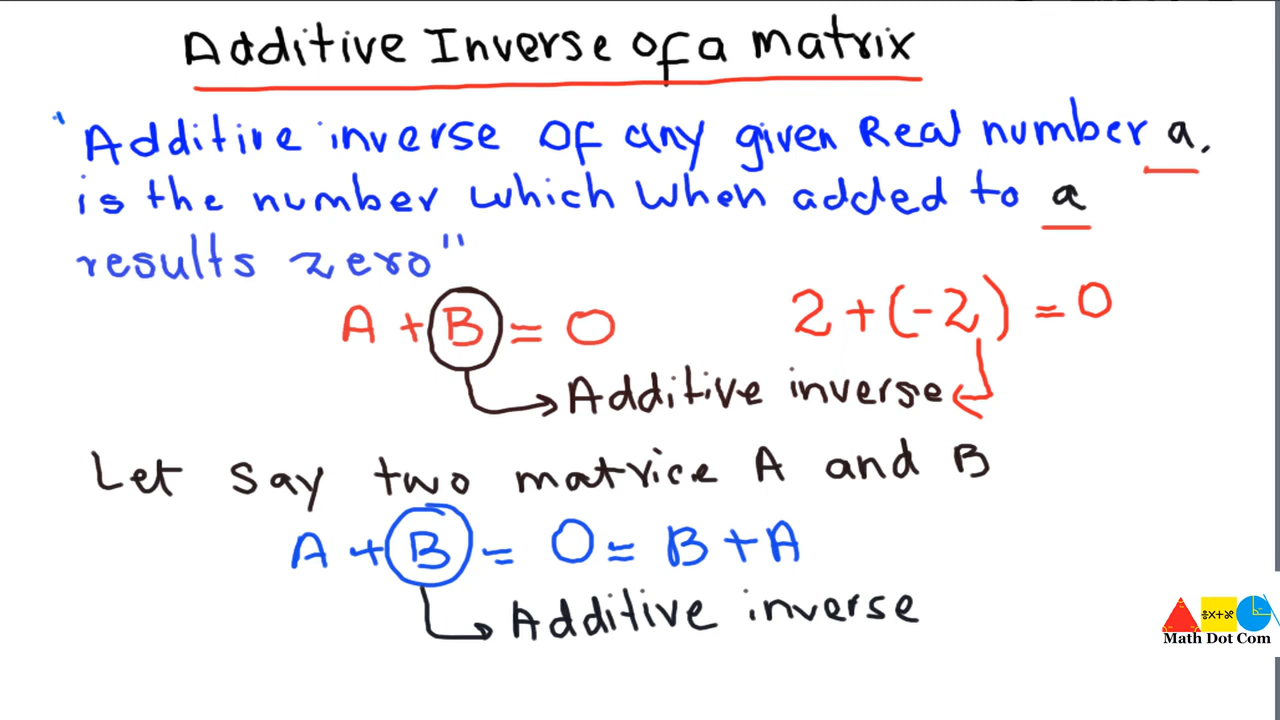 Additive Inverse of a matrix
"Additive inverse of any given Real number a.
is the number which when added to a
results zero"
A + B = 0 2 + (-2) = 0
Additive inverse
Let say two matrice A and B
A + B = 0 = B + A
Additive inverse
Math Dot Com